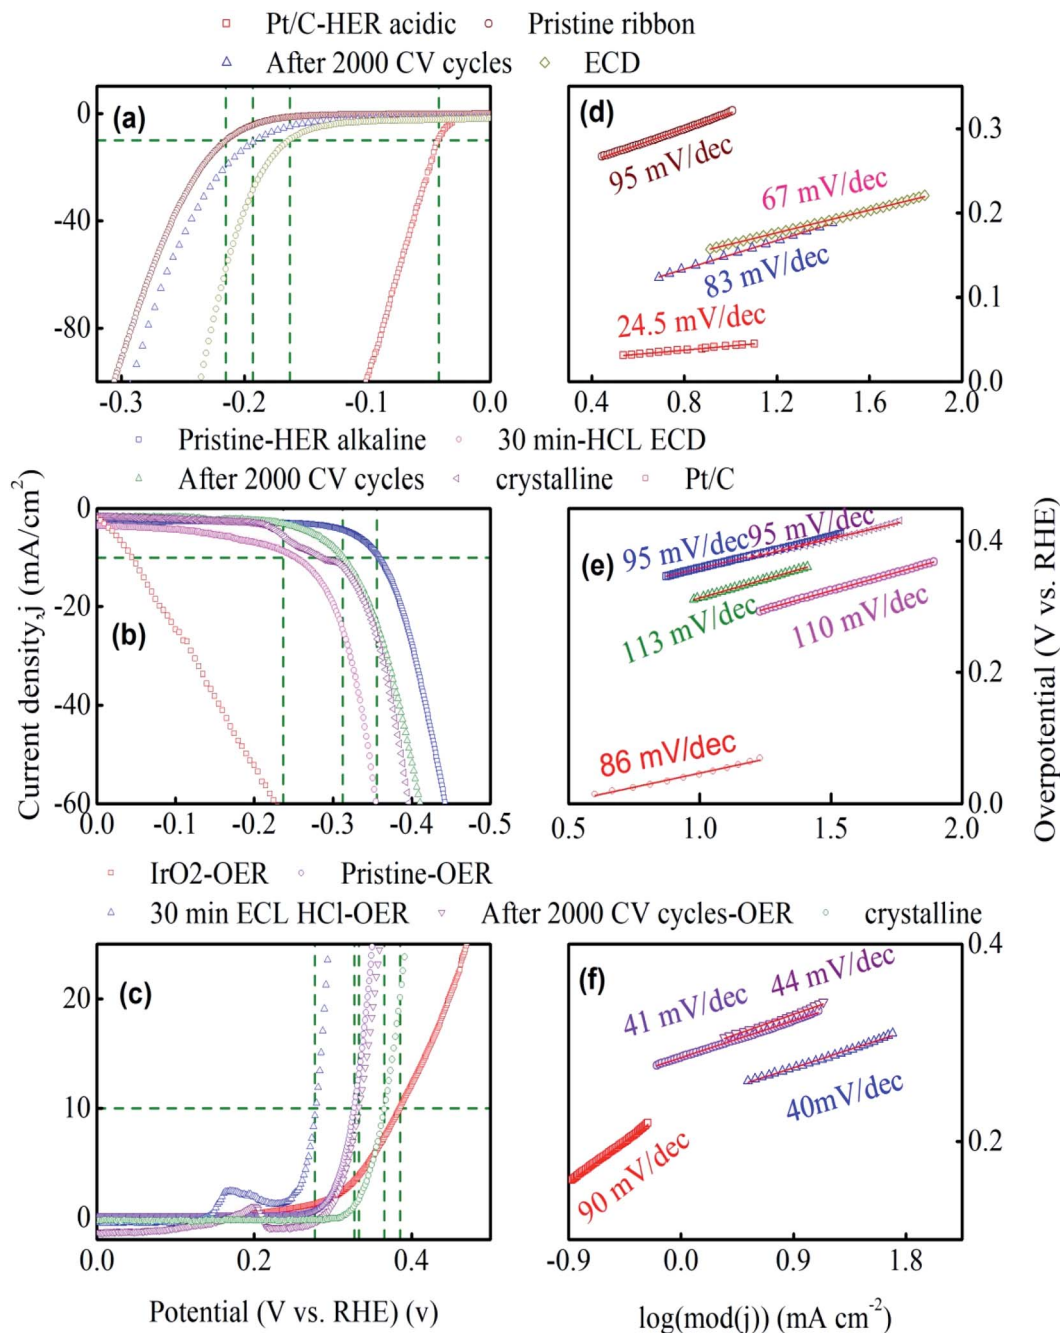 Pt/C-HER acidic Pristine ribbon
After 2000 CV cycles ECD
(a)
0
-40
-80
-0.3 -0.2 -0.1 0.0
(d)
95 mV/dec
67 mV/dec
83 mV/dec
24.5 mV/dec
0.3
0.2
0.1
0.0
0.4 0.8 1.2 1.6 2.0
Pristine-HER alkaline 30 min-HCL ECD
After 2000 CV cycles crystalline Pt/C
Current density,j (mA/cm2)
(b)
0
-20
-40
-60
0.0 -0.1 -0.2 -0.3 -0.4 -0.5
(e)
95 mV/dec
95 mV/dec
113 mV/dec
110 mV/dec
86 mV/dec
0.4
0.2
0.0
0.5 1.0 1.5 2.0
Overpotential (V vs. RHE)
IrO2-OER Pristine-OER
30 min ECL HCl-OER After 2000 CV cycles-OER crystalline
(c)
20
10
0
0.0 0.2 0.4
Potential (V vs. RHE) (v)
(f)
41 mV/dec
44 mV/dec
40mV/dec
90 mV/dec
0.4
0.2
-0.9 0.0 0.9 1.8
log(mod(j)) (mA cm-2)